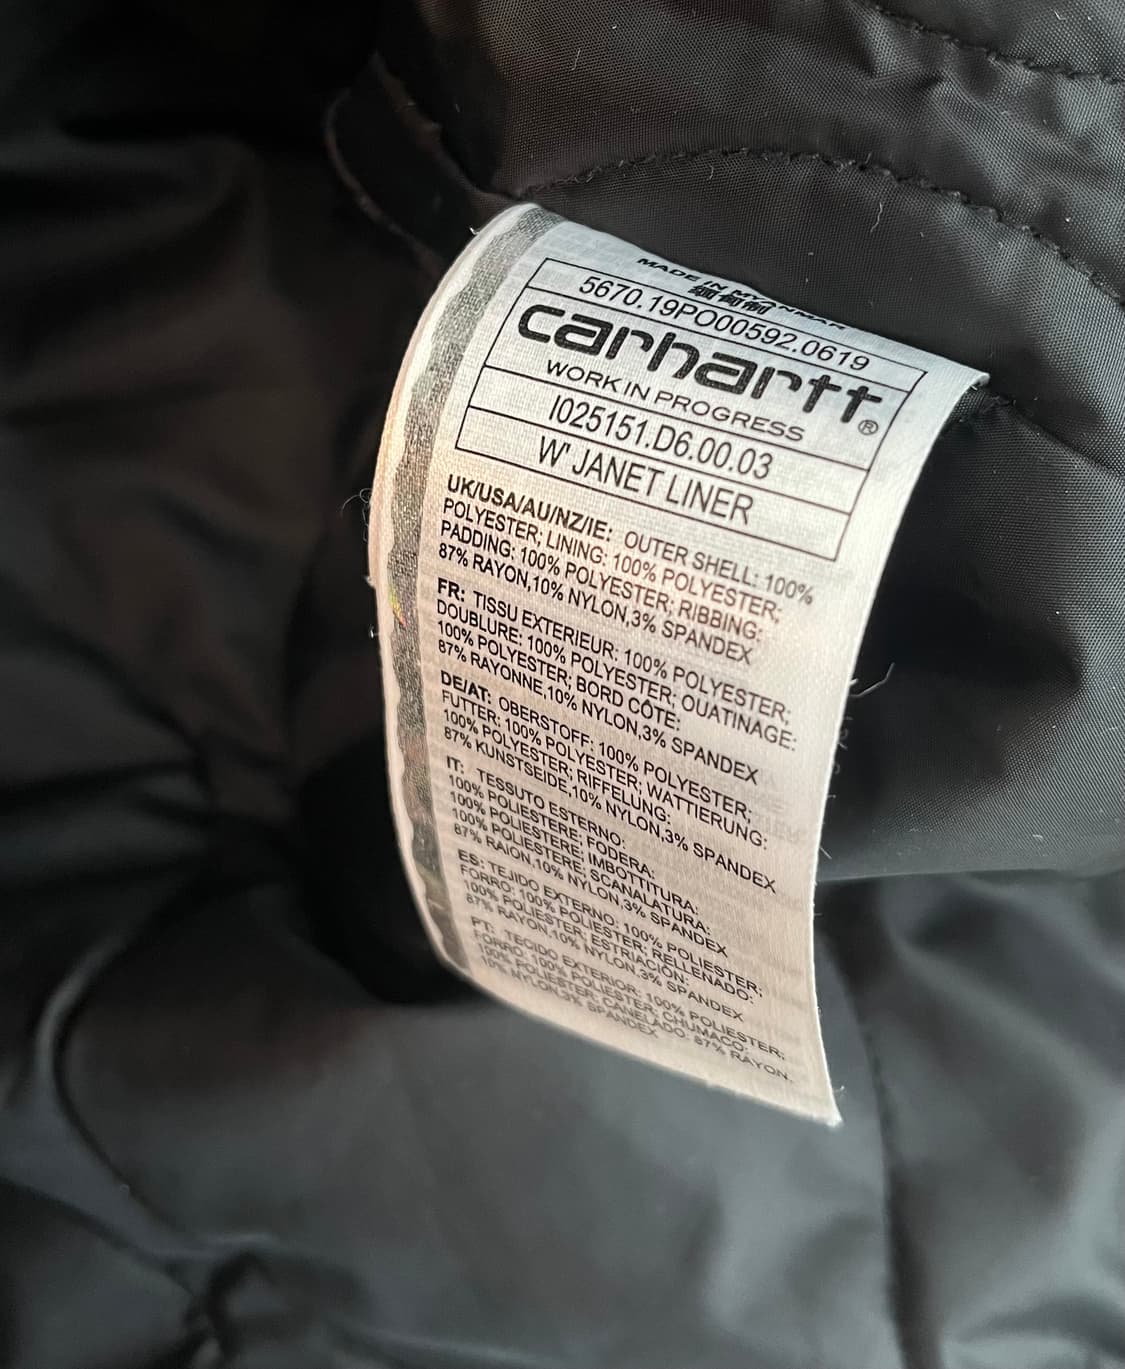 MADE IN MYANMAR
缅甸制
5670.19PO00592.0619
carhartt®
WORK IN PROGRESS
I025151.D6.00.03
W' JANET LINER
UK/USA/AU/NZ/IE: OUTER SHELL: 100%
POLYESTER; LINING: 100% POLYESTER;
PADDING: 100% POLYESTER; RIBBING:
87% RAYON,10% NYLON,3% SPANDEX
FR: TISSU EXTERIEUR: 100% POLYESTER;
DOUBLURE: 100% POLYESTER; OUATINAGE:
100% POLYESTER; BORD CÔTE:
87% RAYONNE,10% NYLON,3% SPANDEX
DE/AT: OBERSTOFF: 100% POLYESTER;
FUTTER: 100% POLYESTER; WATTIERUNG:
100% POLYESTER; RIFFELUNG:
87% KUNSTSEIDE,10% NYLON,3% SPANDEX
IT: TESSUTO ESTERNO:
100% POLIESTERE; FODERA:
100% POLIESTERE; IMBOTTITURA:
100% POLIESTERE; SCANALATURA:
87% RAION,10% NYLON,3% SPANDEX
ES: TEJIDO EXTERNO: 100% POLIESTER;
FORRO: 100% POLIESTER; RELLENADO:
100% POLIESTER; ESTRIACIÓN:
87% RAYON,10% NYLON,3% SPANDEX
PT: TECIDO EXTERIOR: 100% POLIESTER;
FORRO: 100% POLIESTER; CHUMACO:
100% POLIESTER; CANELADO: 87% RAYON,
10% NYLON,3% SPANDEX